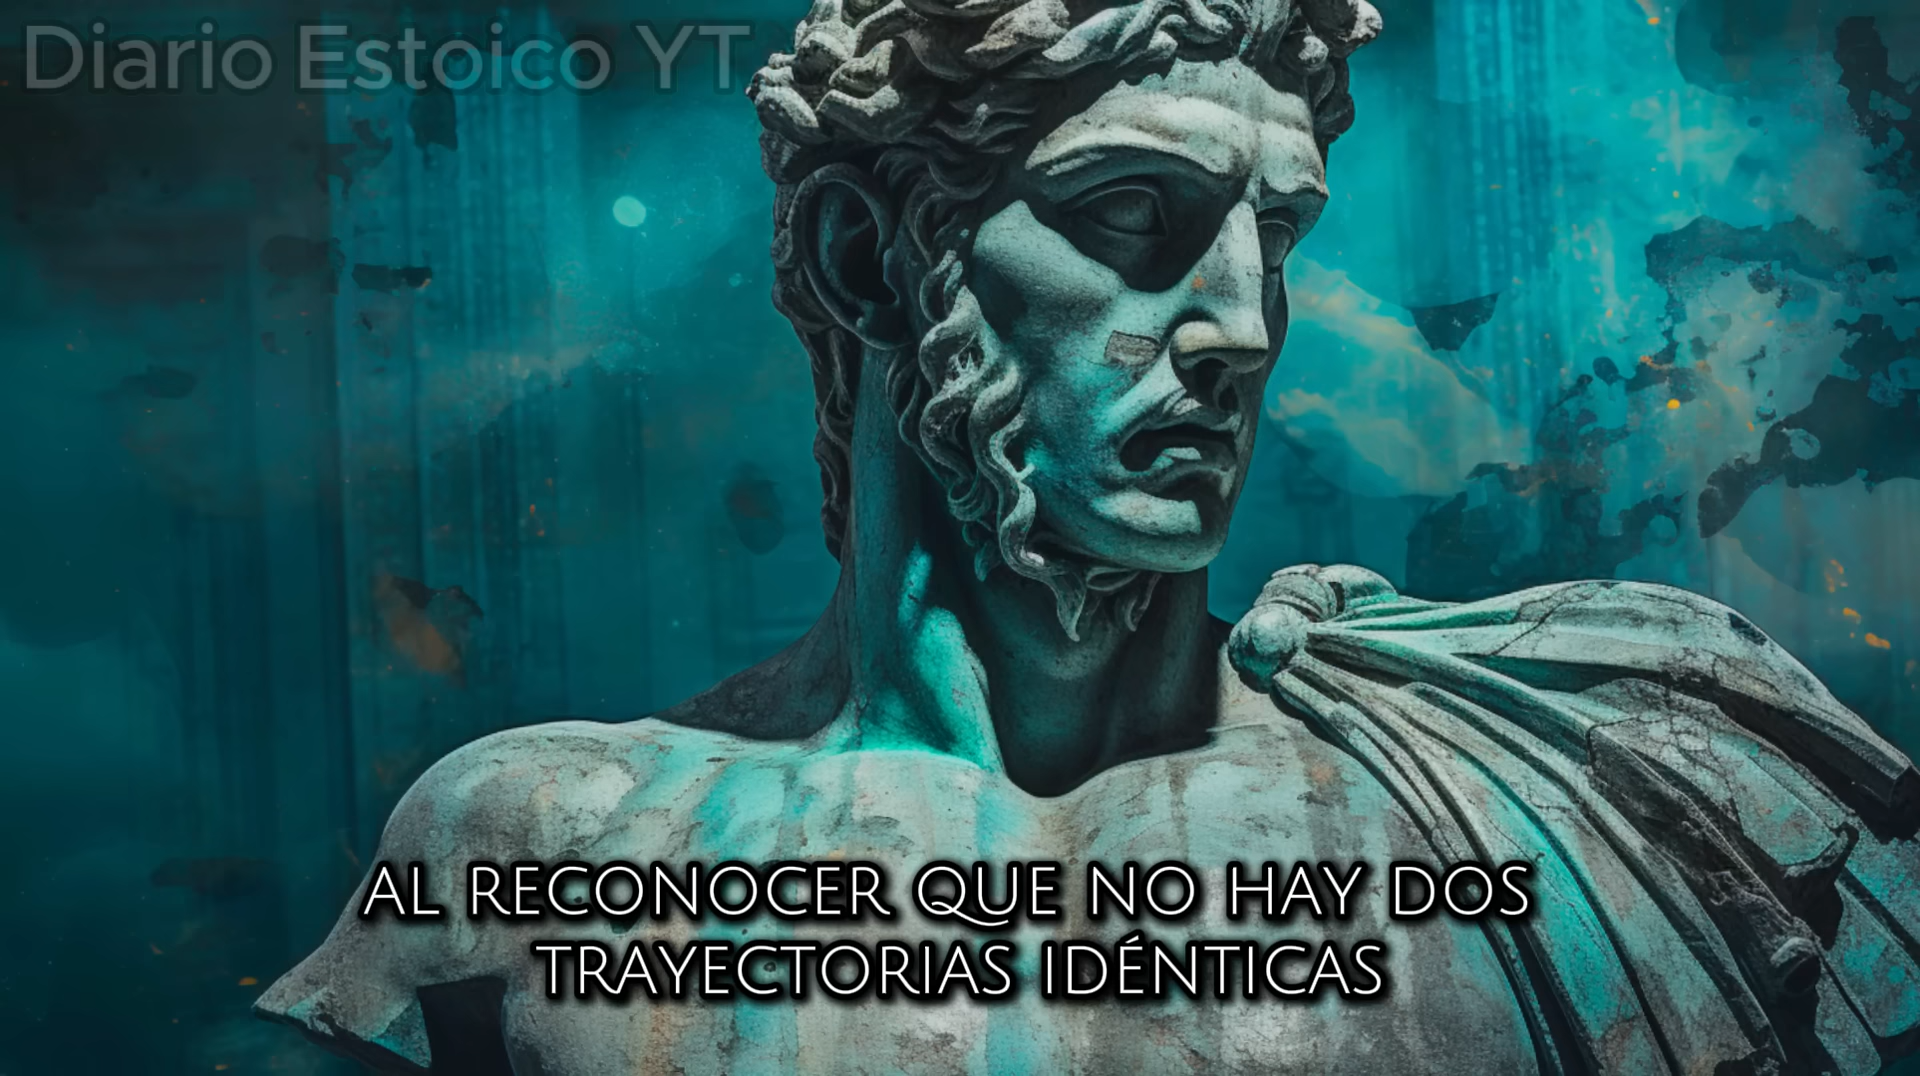 Diario Estoico YT
AL RECONOCER QUE NO HAY DOS
TRAYECTORIAS IDÉNTICAS